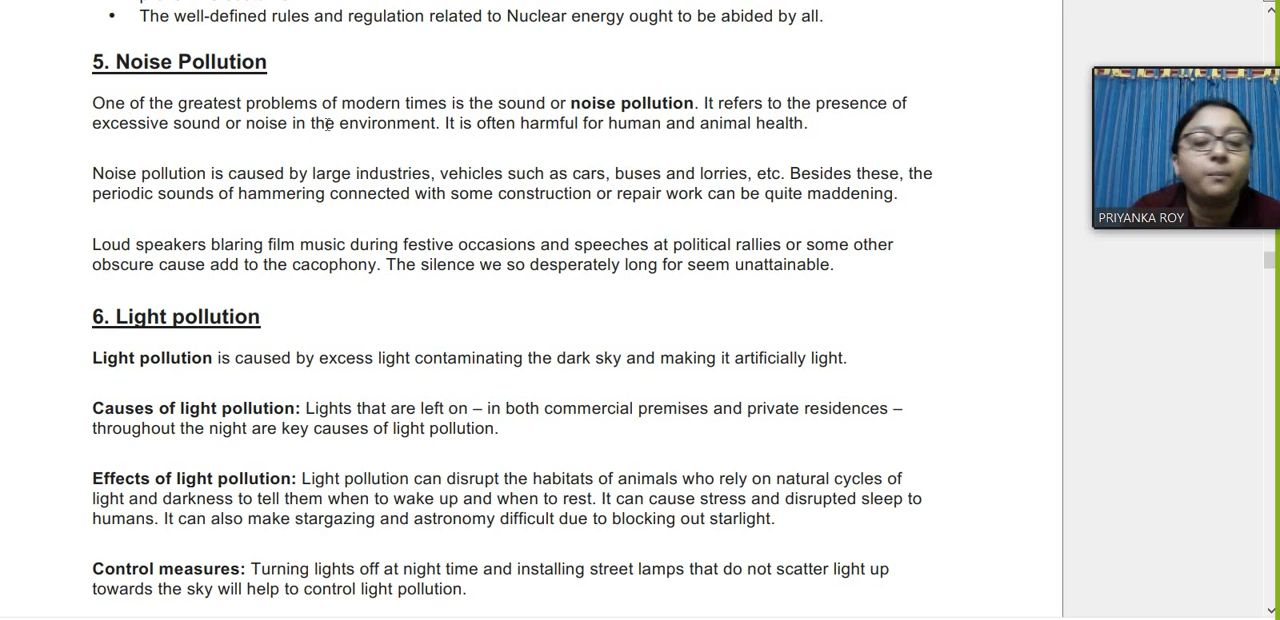 • The well-defined rules and regulation related to Nuclear energy ought to be abided by all.
5. Noise Pollution
One of the greatest problems of modern times is the sound or noise pollution. It refers to the presence of
excessive sound or noise in the environment. It is often harmful for human and animal health.
Noise pollution is caused by large industries, vehicles such as cars, buses and lorries, etc. Besides these, the
periodic sounds of hammering connected with some construction or repair work can be quite maddening.
Loud speakers blaring film music during festive occasions and speeches at political rallies or some other
obscure cause add to the cacophony. The silence we so desperately long for seem unattainable.
6. Light pollution
Light pollution is caused by excess light contaminating the dark sky and making it artificially light.
Causes of light pollution: Lights that are left on – in both commercial premises and private residences –
throughout the night are key causes of light pollution.
Effects of light pollution: Light pollution can disrupt the habitats of animals who rely on natural cycles of
light and darkness to tell them when to wake up and when to rest. It can cause stress and disrupted sleep to
humans. It can also make stargazing and astronomy difficult due to blocking out starlight.
Control measures: Turning lights off at night time and installing street lamps that do not scatter light up
towards the sky will help to control light pollution.
PRIYANKA ROY